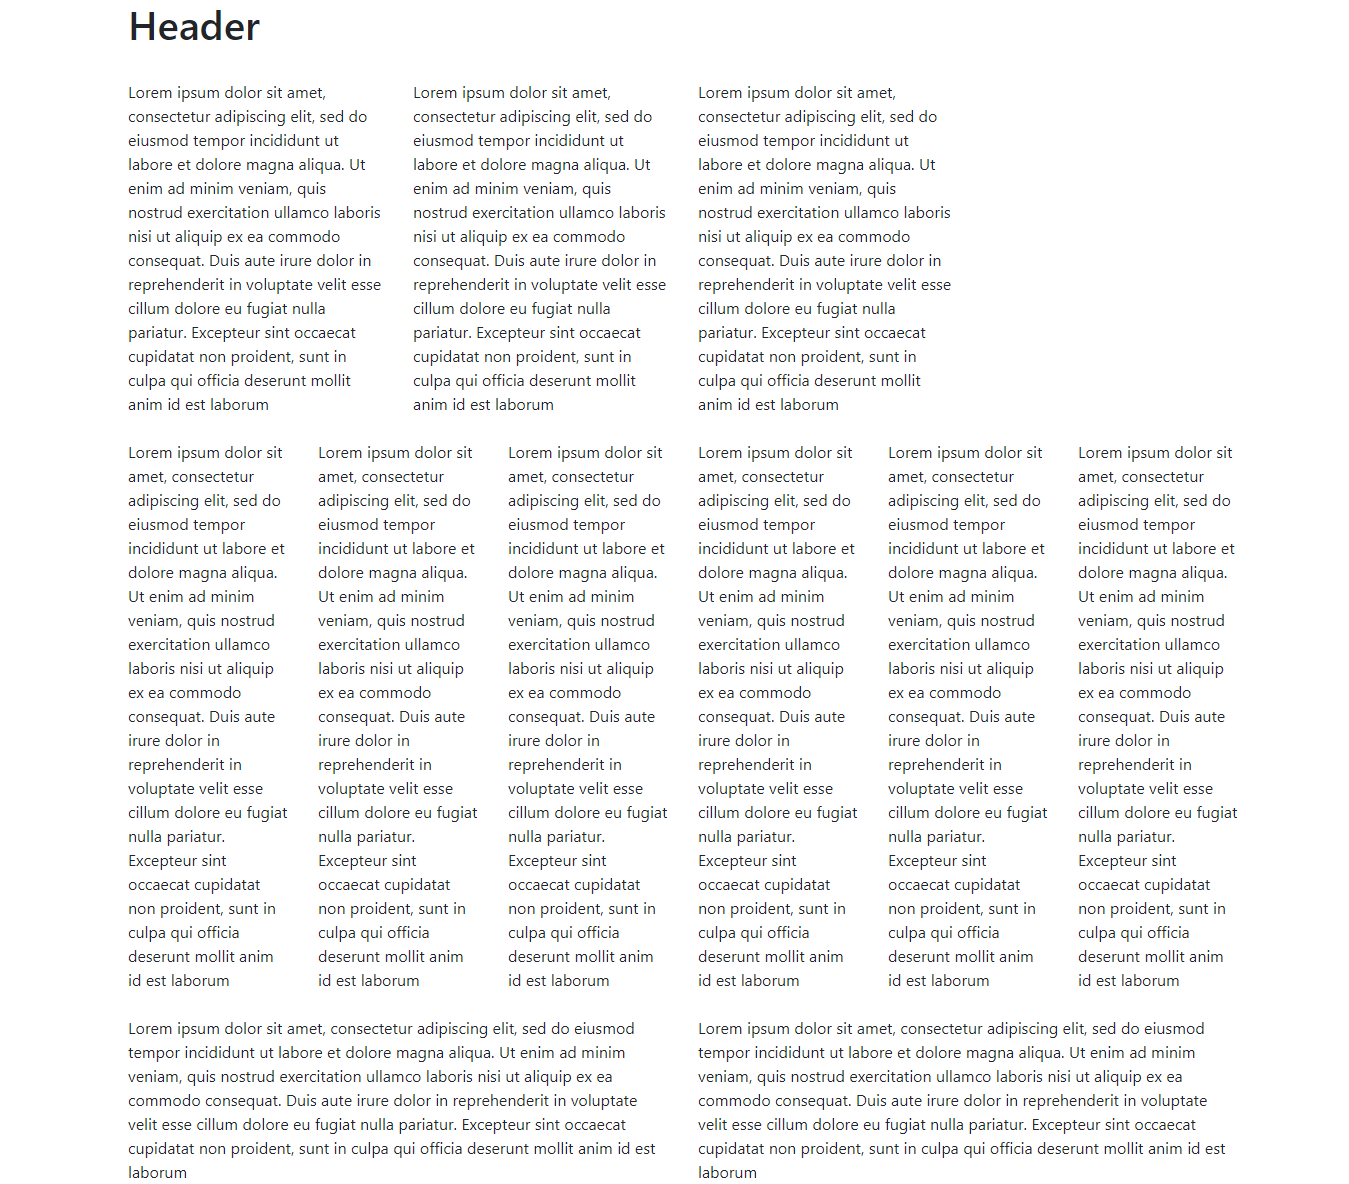 Header
Lorem ipsum dolor sit amet,
consectetur adipiscing elit, sed do
eiusmod tempor incididunt ut
labore et dolore magna aliqua. Ut
enim ad minim veniam, quis
nostrud exercitation ullamco laboris
nisi ut aliquip ex ea commodo
consequat. Duis aute irure dolor in
reprehenderit in voluptate velit esse
cillum dolore eu fugiat nulla
pariatur. Excepteur sint occaecat
cupidatat non proident, sunt in
culpa qui officia deserunt mollit
anim id est laborum
Lorem ipsum dolor sit amet,
consectetur adipiscing elit, sed do
eiusmod tempor incididunt ut
labore et dolore magna aliqua. Ut
enim ad minim veniam, quis
nostrud exercitation ullamco laboris
nisi ut aliquip ex ea commodo
consequat. Duis aute irure dolor in
reprehenderit in voluptate velit esse
cillum dolore eu fugiat nulla
pariatur. Excepteur sint occaecat
cupidatat non proident, sunt in
culpa qui officia deserunt mollit
anim id est laborum
Lorem ipsum dolor sit amet,
consectetur adipiscing elit, sed do
eiusmod tempor incididunt ut
labore et dolore magna aliqua. Ut
enim ad minim veniam, quis
nostrud exercitation ullamco laboris
nisi ut aliquip ex ea commodo
consequat. Duis aute irure dolor in
reprehenderit in voluptate velit esse
cillum dolore eu fugiat nulla
pariatur. Excepteur sint occaecat
cupidatat non proident, sunt in
culpa qui officia deserunt mollit
anim id est laborum
Lorem ipsum dolor sit
amet, consectetur
adipiscing elit, sed do
eiusmod tempor
incididunt ut labore et
dolore magna aliqua.
Ut enim ad minim
veniam, quis nostrud
exercitation ullamco
laboris nisi ut aliquip
ex ea commodo
consequat. Duis aute
irure dolor in
reprehenderit in
voluptate velit esse
cillum dolore eu fugiat
nulla pariatur.
Excepteur sint
occaecat cupidatat
non proident, sunt in
culpa qui officia
deserunt mollit anim
id est laborum
Lorem ipsum dolor sit
amet, consectetur
adipiscing elit, sed do
eiusmod tempor
incididunt ut labore et
dolore magna aliqua.
Ut enim ad minim
veniam, quis nostrud
exercitation ullamco
laboris nisi ut aliquip
ex ea commodo
consequat. Duis aute
irure dolor in
reprehenderit in
voluptate velit esse
cillum dolore eu fugiat
nulla pariatur.
Excepteur sint
occaecat cupidatat
non proident, sunt in
culpa qui officia
deserunt mollit anim
id est laborum
Lorem ipsum dolor sit
amet, consectetur
adipiscing elit, sed do
eiusmod tempor
incididunt ut labore et
dolore magna aliqua.
Ut enim ad minim
veniam, quis nostrud
exercitation ullamco
laboris nisi ut aliquip
ex ea commodo
consequat. Duis aute
irure dolor in
reprehenderit in
voluptate velit esse
cillum dolore eu fugiat
nulla pariatur.
Excepteur sint
occaecat cupidatat
non proident, sunt in
culpa qui officia
deserunt mollit anim
id est laborum
Lorem ipsum dolor sit
amet, consectetur
adipiscing elit, sed do
eiusmod tempor
incididunt ut labore et
dolore magna aliqua.
Ut enim ad minim
veniam, quis nostrud
exercitation ullamco
laboris nisi ut aliquip
ex ea commodo
consequat. Duis aute
irure dolor in
reprehenderit in
voluptate velit esse
cillum dolore eu fugiat
nulla pariatur.
Excepteur sint
occaecat cupidatat
non proident, sunt in
culpa qui officia
deserunt mollit anim
id est laborum
Lorem ipsum dolor sit
amet, consectetur
adipiscing elit, sed do
eiusmod tempor
incididunt ut labore et
dolore magna aliqua.
Ut enim ad minim
veniam, quis nostrud
exercitation ullamco
laboris nisi ut aliquip
ex ea commodo
consequat. Duis aute
irure dolor in
reprehenderit in
voluptate velit esse
cillum dolore eu fugiat
nulla pariatur.
Excepteur sint
occaecat cupidatat
non proident, sunt in
culpa qui officia
deserunt mollit anim
id est laborum
Lorem ipsum dolor sit
amet, consectetur
adipiscing elit, sed do
eiusmod tempor
incididunt ut labore et
dolore magna aliqua.
Ut enim ad minim
veniam, quis nostrud
exercitation ullamco
laboris nisi ut aliquip
ex ea commodo
consequat. Duis aute
irure dolor in
reprehenderit in
voluptate velit esse
cillum dolore eu fugiat
nulla pariatur.
Excepteur sint
occaecat cupidatat
non proident, sunt in
culpa qui officia
deserunt mollit anim
id est laborum
Lorem ipsum dolor sit amet, consectetur adipiscing elit, sed do eiusmod
tempor incididunt ut labore et dolore magna aliqua. Ut enim ad minim
veniam, quis nostrud exercitation ullamco laboris nisi ut aliquip ex ea
commodo consequat. Duis aute irure dolor in reprehenderit in voluptate
velit esse cillum dolore eu fugiat nulla pariatur. Excepteur sint occaecat
cupidatat non proident, sunt in culpa qui officia deserunt mollit anim id est
laborum
Lorem ipsum dolor sit amet, consectetur adipiscing elit, sed do eiusmod
tempor incididunt ut labore et dolore magna aliqua. Ut enim ad minim
veniam, quis nostrud exercitation ullamco laboris nisi ut aliquip ex ea
commodo consequat. Duis aute irure dolor in reprehenderit in voluptate
velit esse cillum dolore eu fugiat nulla pariatur. Excepteur sint occaecat
cupidatat non proident, sunt in culpa qui officia deserunt mollit anim id est
laborum